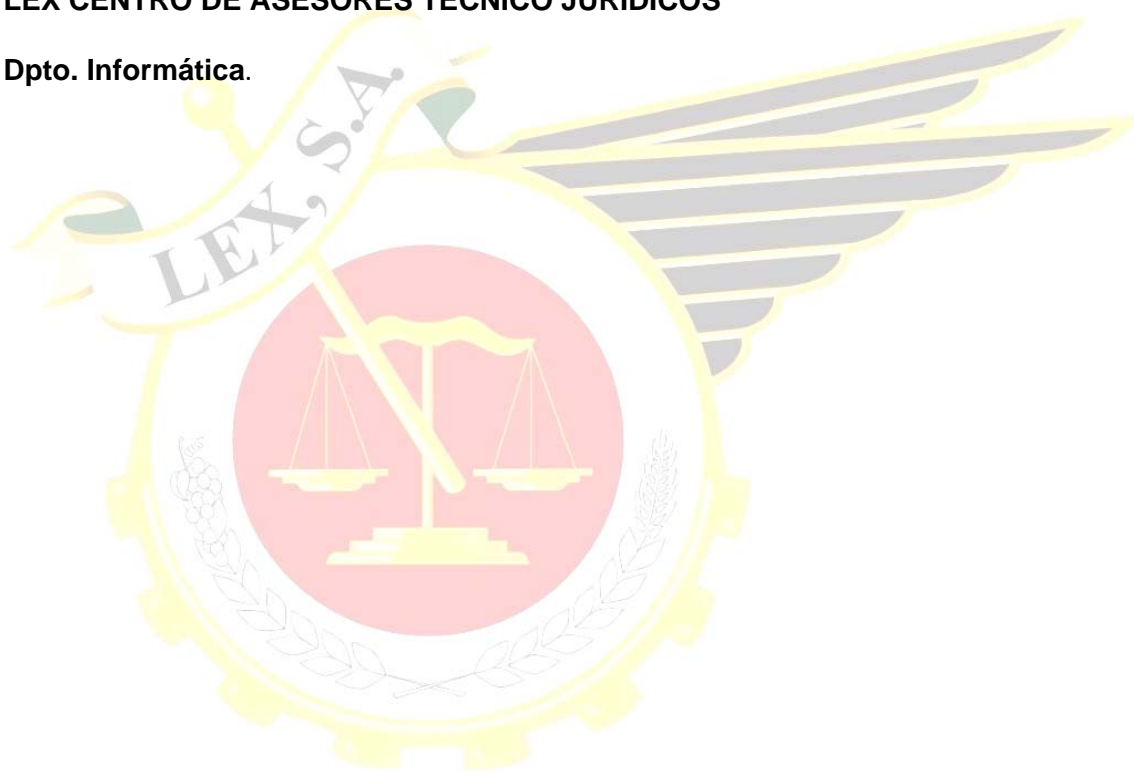 LEX CENTRO DE ASESORES TECNICO JURIDICOS
Dpto. Informática.
LEX, S.A.